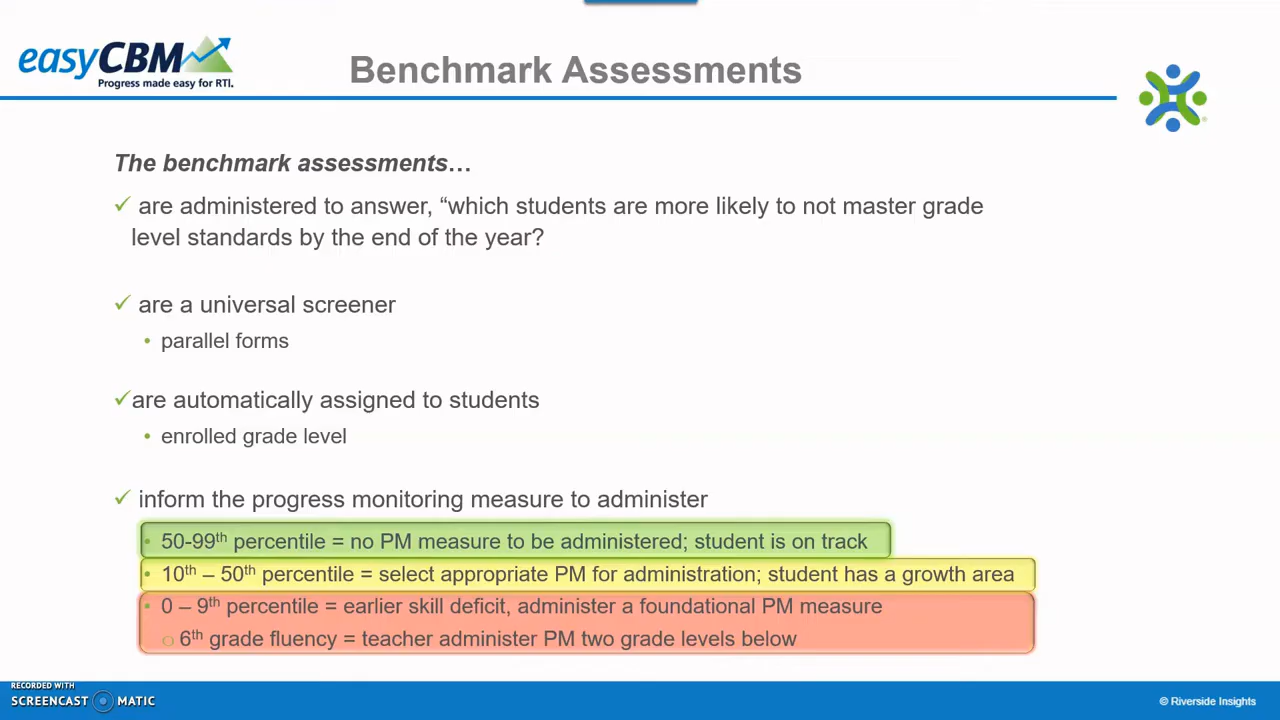 easyCBM
Progress made easy for RTI.
Benchmark Assessments
The benchmark assessments…
✓ are administered to answer, “which students are more likely to not master grade
level standards by the end of the year?
✓ are a universal screener
• parallel forms
✓are automatically assigned to students
• enrolled grade level
✓ inform the progress monitoring measure to administer
• 50-99th percentile = no PM measure to be administered; student is on track
• 10th – 50th percentile = select appropriate PM for administration; student has a growth area
• 0 – 9th percentile = earlier skill deficit, administer a foundational PM measure
○ 6th grade fluency = teacher administer PM two grade levels below
RECORDED WITH
SCREENCAST MATIC
© Riverside Insights